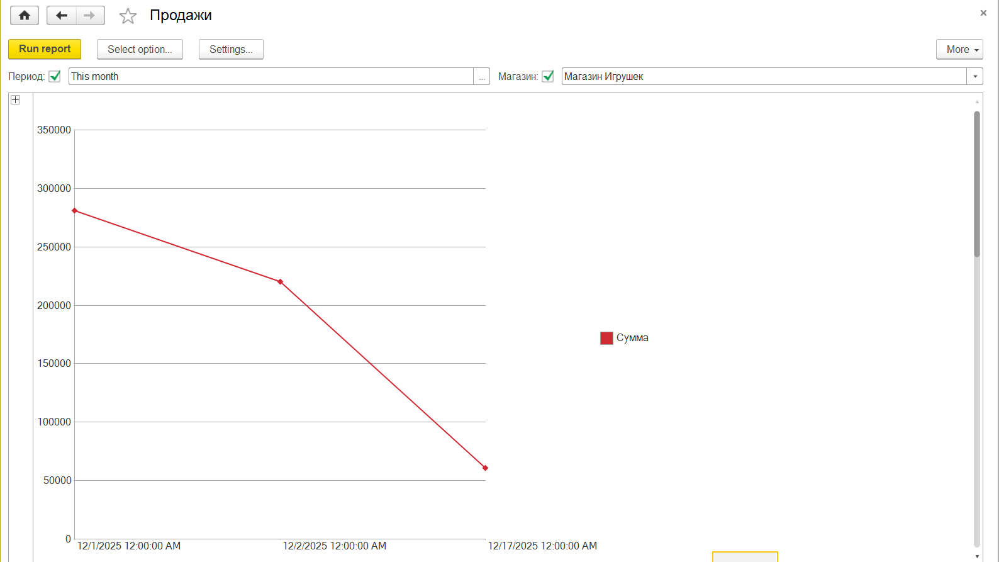 Продажи
Run report
Select option...
Settings...
More
Период:
This month
...
Магазин:
Магазин Игрушек
350000
300000
250000
200000
150000
100000
50000
0
Сумма
12/1/2025 12:00:00 AM
12/2/2025 12:00:00 AM
12/17/2025 12:00:00 AM